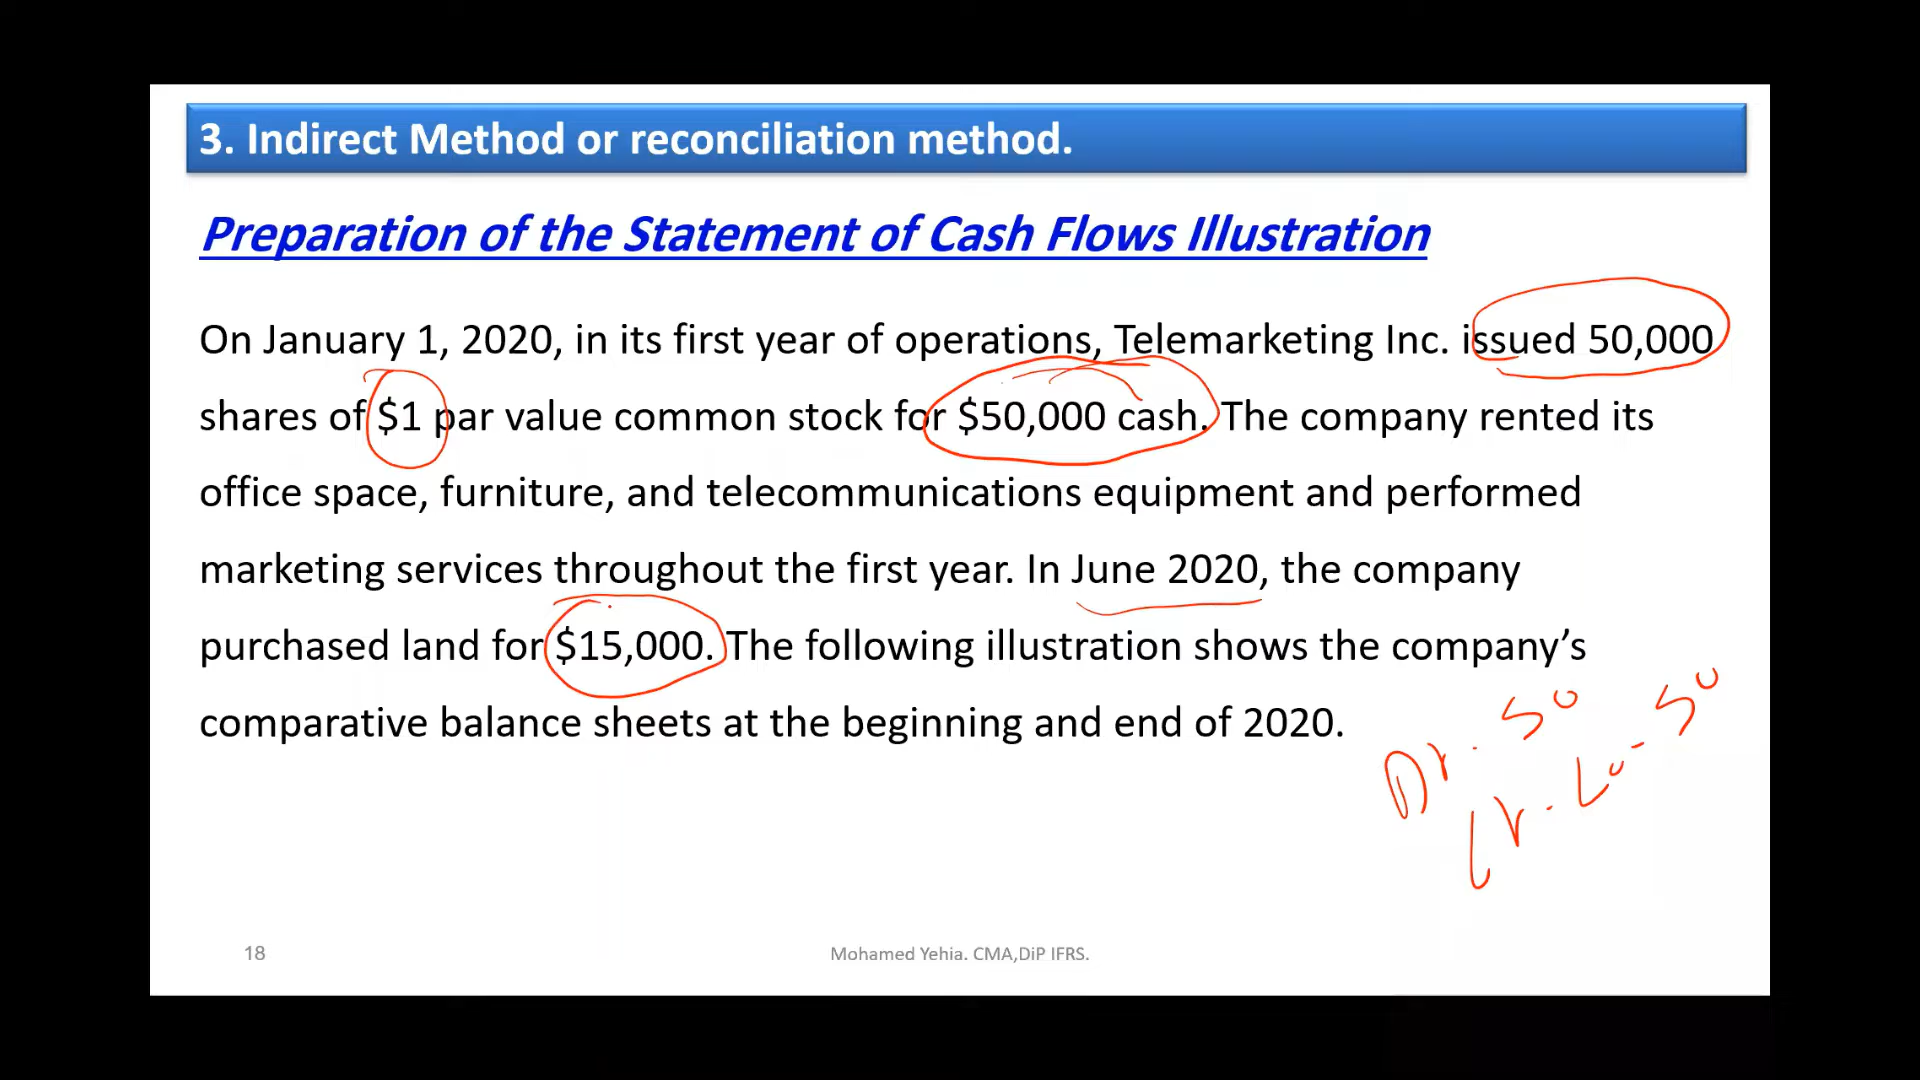 3. Indirect Method or reconciliation method.
Preparation of the Statement of Cash Flows Illustration
On January 1, 2020, in its first year of operations, Telemarketing Inc. issued 50,000
shares of $1 par value common stock for $50,000 cash. The company rented its
office space, furniture, and telecommunications equipment and performed
marketing services throughout the first year. In June 2020, the company
purchased land for $15,000. The following illustration shows the company’s
comparative balance sheets at the beginning and end of 2020.
Dr. 50
Cr. Co - 50
18
Mohamed Yehia. CMA,DiP IFRS.